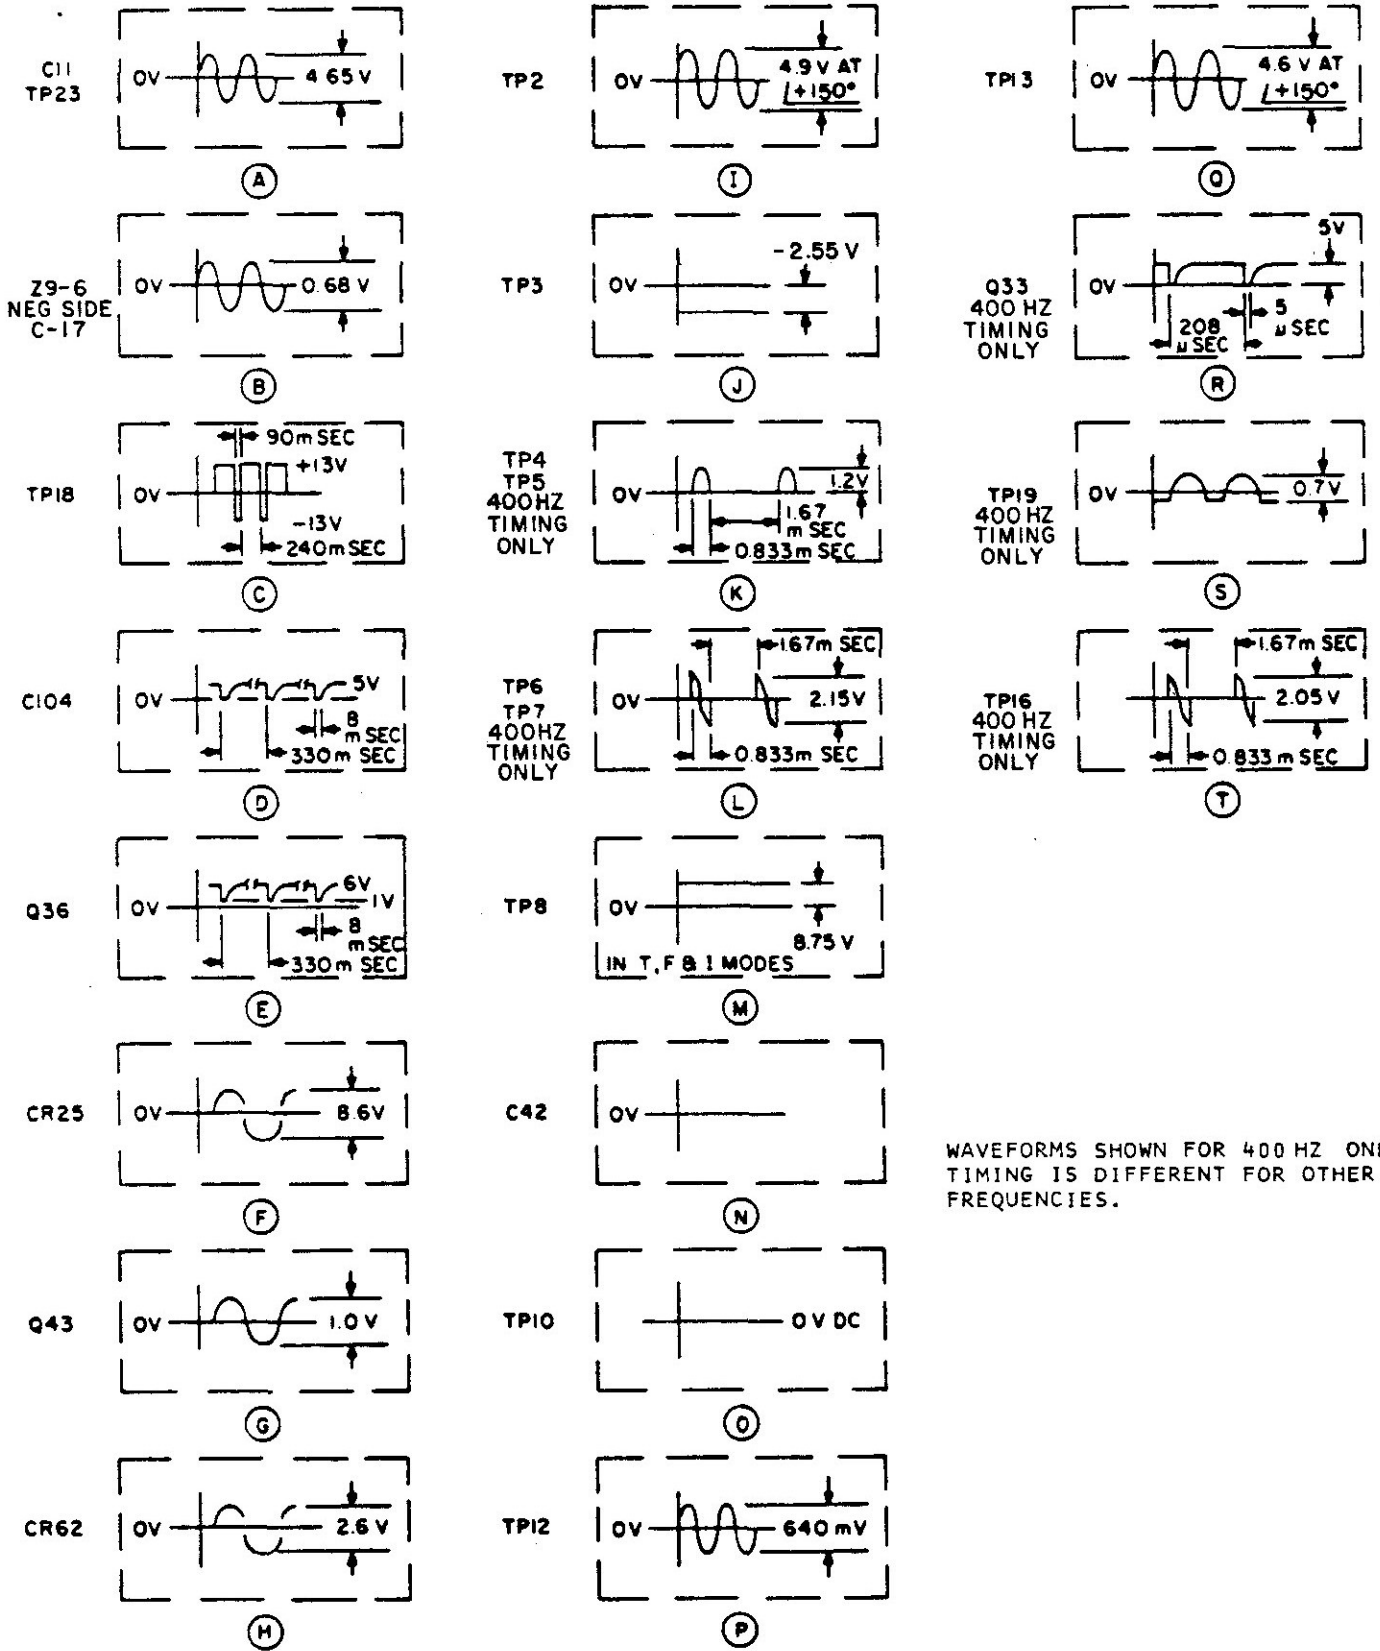 C11
TP23
0V
4.65 V
A
TP2
0V
4.9 V AT
∠+150°
I
TP13
0V
4.6 V AT
∠+150°
Q
Z9-6
NEG SIDE
C-17
0V
0.68 V
B
TP3
0V
-2.55 V
J
Q33
400 HZ
TIMING
ONLY
0V
5V
208
µSEC
5
µSEC
R
TP18
0V
90m SEC
+13V
-13V
240m SEC
C
TP4
TP5
400HZ
TIMING
ONLY
0V
1.2V
1.67
m SEC
0.833m SEC
K
TP19
400 HZ
TIMING
ONLY
0V
0.7 V
S
C104
0V
5V
8
m SEC
330m SEC
D
TP6
TP7
400HZ
TIMING
ONLY
0V
1.67m SEC
2.15V
0.833m SEC
L
TP16
400 HZ
TIMING
ONLY
1.67m SEC
2.05V
0.833 m SEC
T
Q36
0V
6V
1V
8
m SEC
330m SEC
E
TP8
0V
8.75 V
IN T, F & I MODES
M
CR25
0V
8.6V
F
C42
0V
N
WAVEFORMS SHOWN FOR 400 HZ
TIMING IS DIFFERENT FOR OTHER
FREQUENCIES.
Q43
0V
1.0 V
G
TP10
0 V DC
O
CR62
0V
2.6 V
H
TP12
0V
640 mV
P